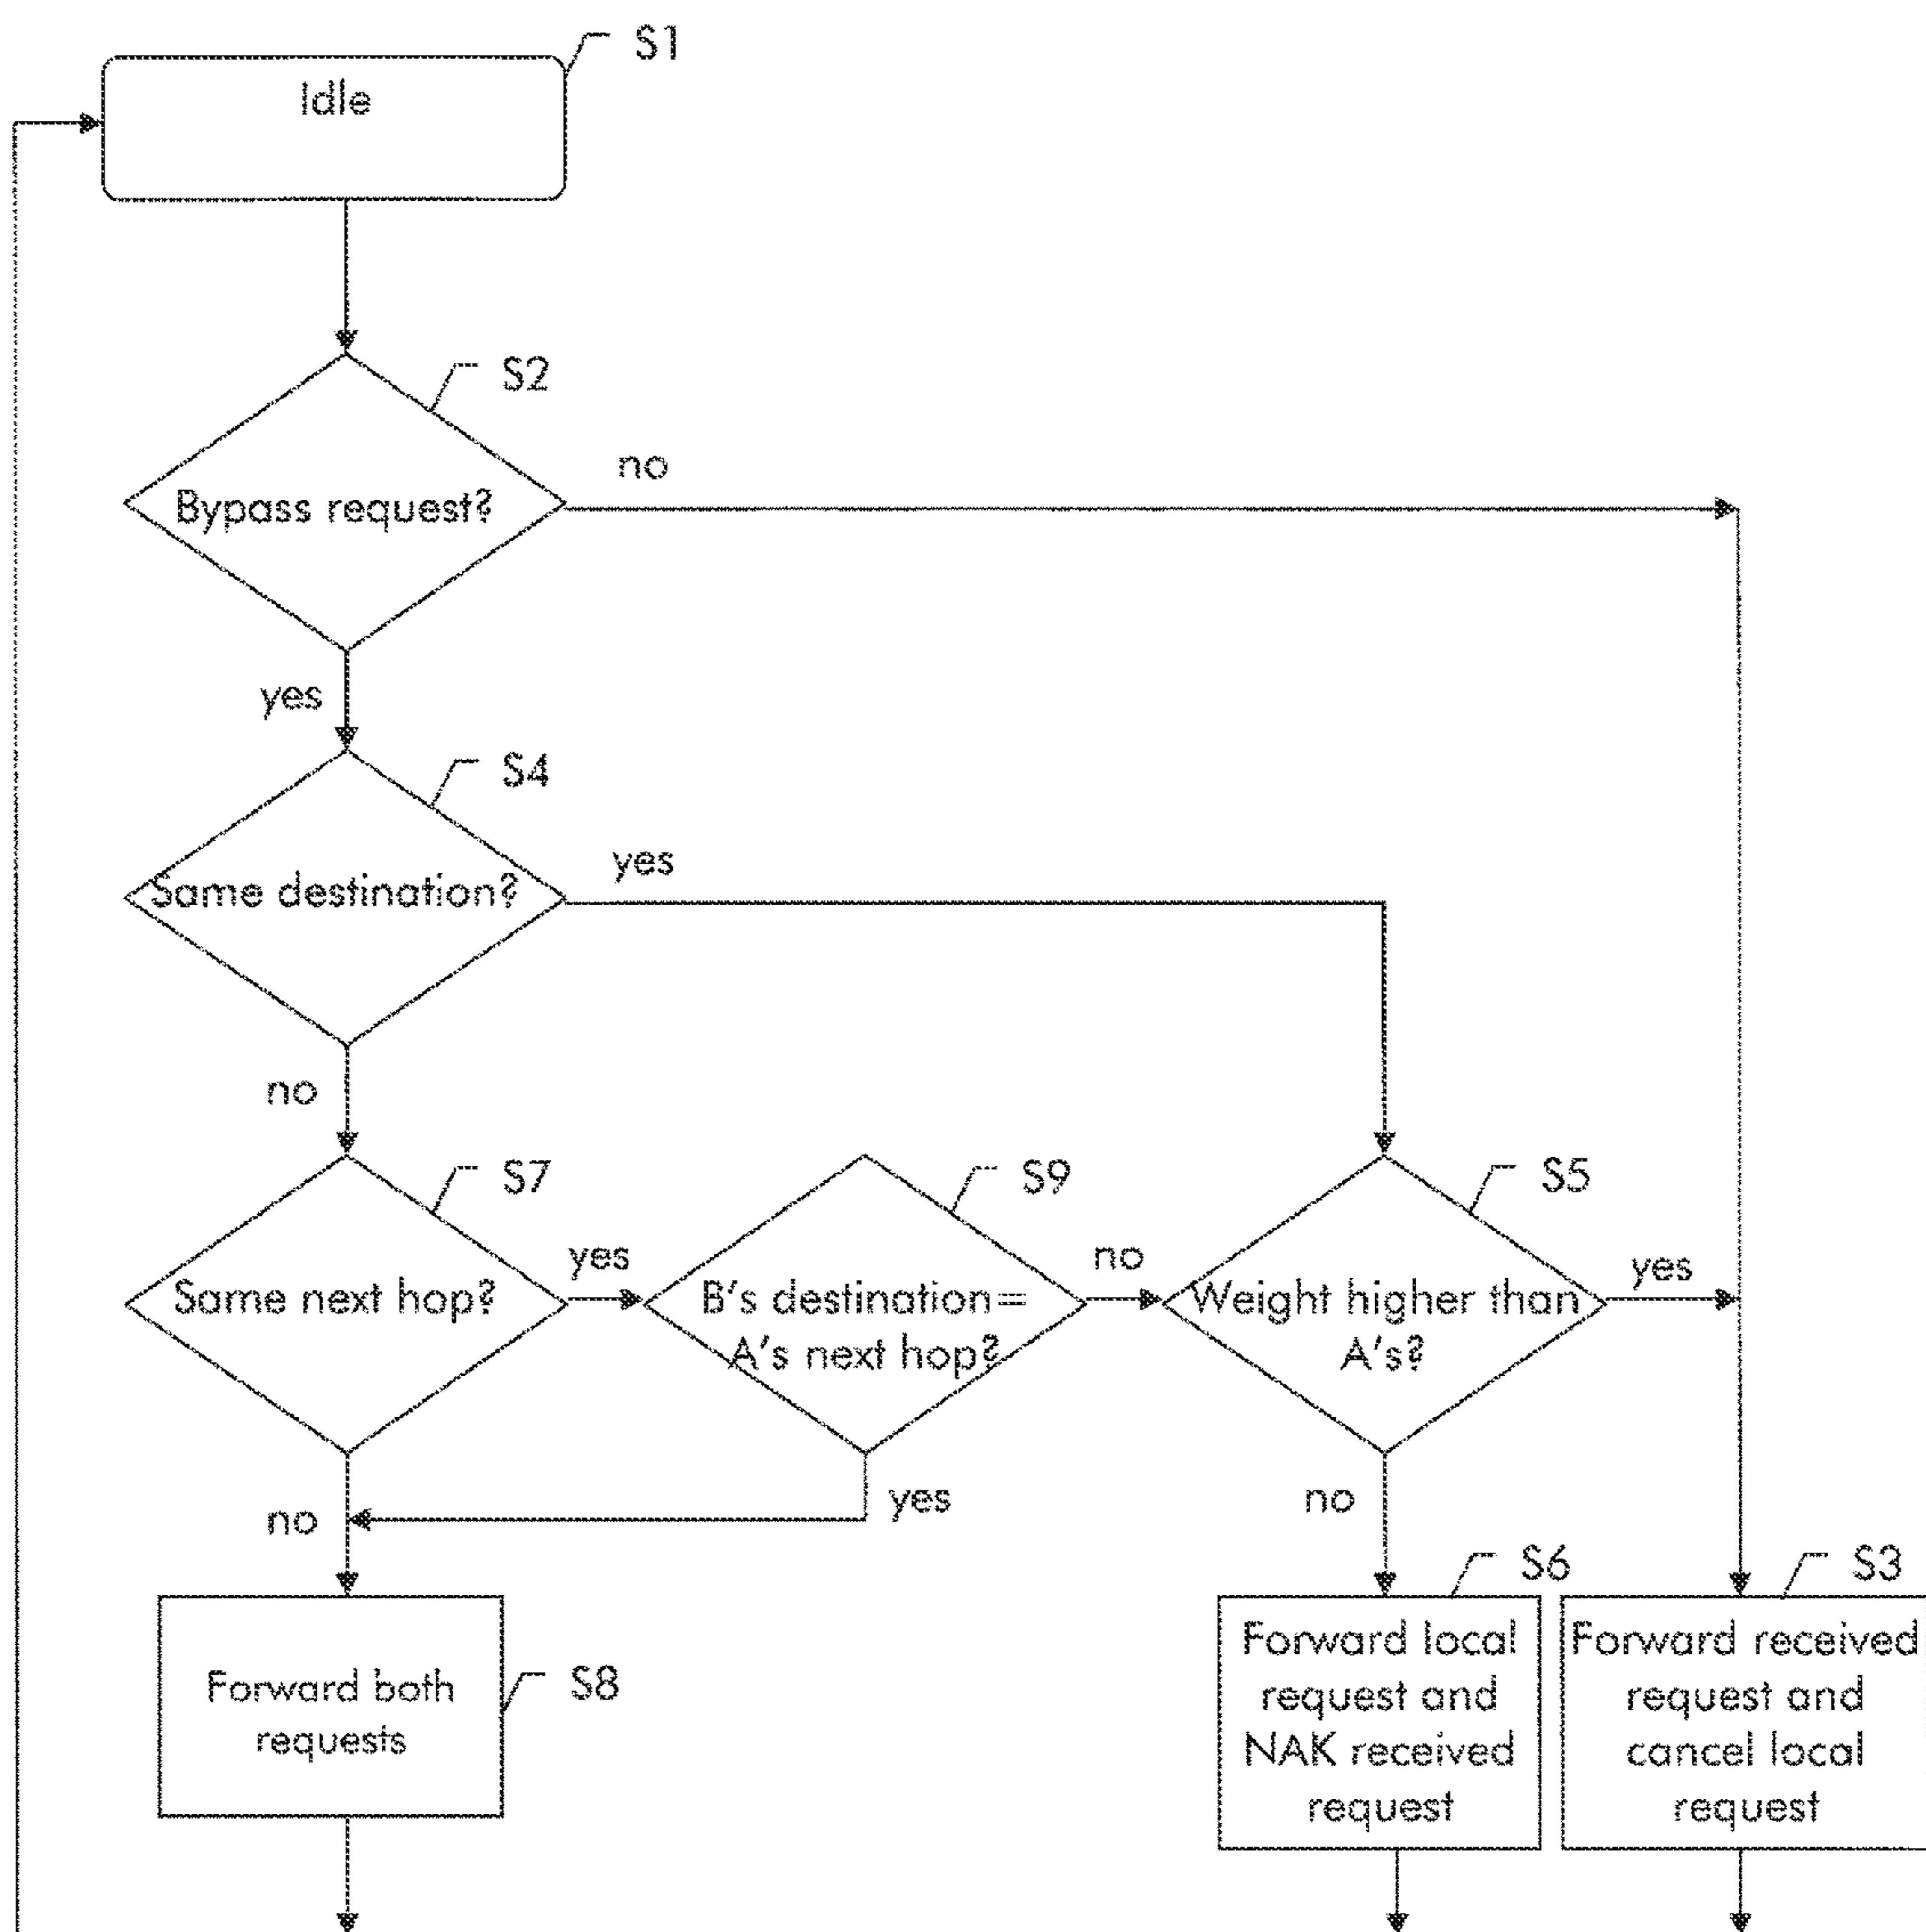 S1
Idle
S2
no
Bypass request?
yes
S4
yes
Same destination?
no
S7
S9
S5
yes
no
yes
Same next hop?
B's destination=
A's next hop?
Weight higher than
A's?
no
yes
no
S6
S3
Forward both
requests
S8
Forward local
request and
NAK received
request
Forward received
request and
cancel local
request